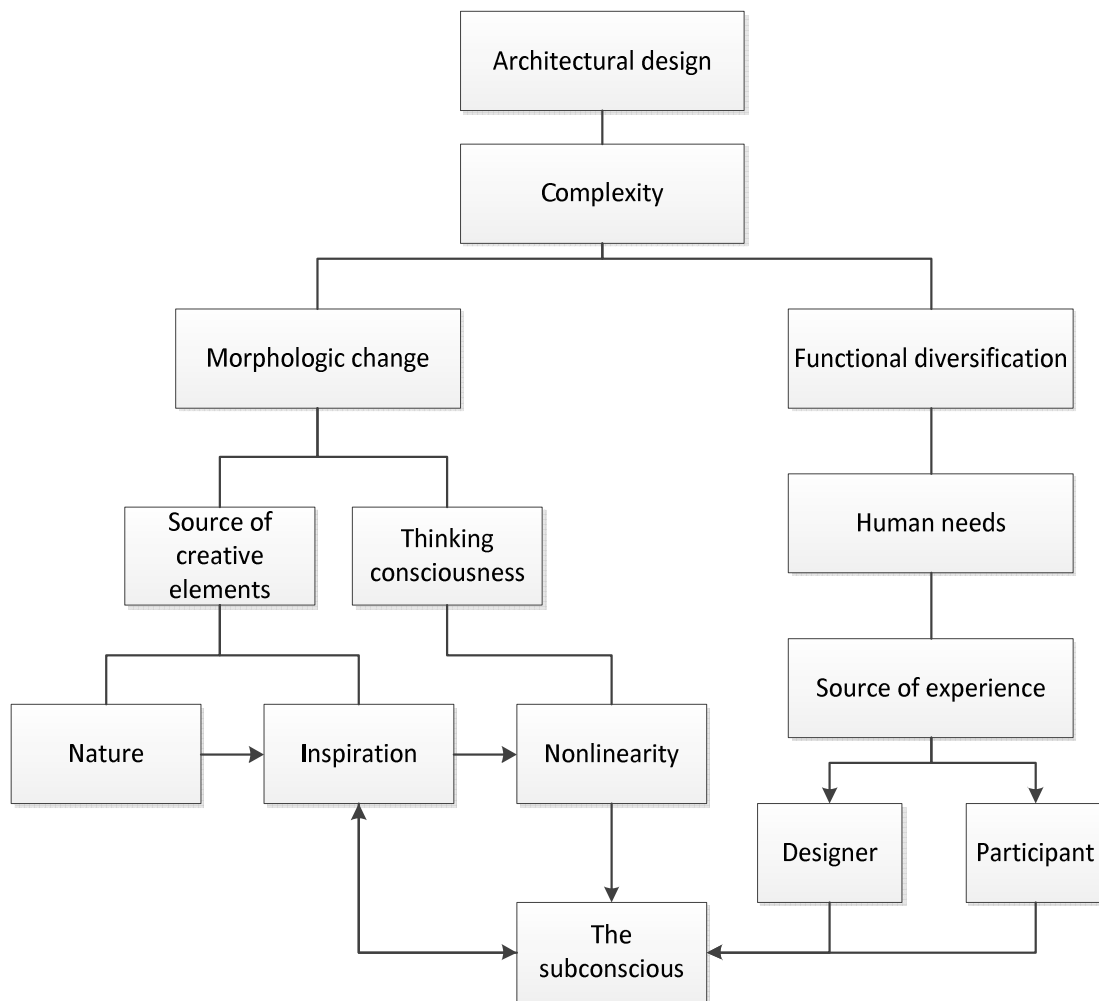 Architectural design
Complexity
Morphologic change
Functional diversification
Source of
creative
elements
Thinking
consciousness
Human needs
Source of experience
Nature
Inspiration
Nonlinearity
Designer
Participant
The
subconscious